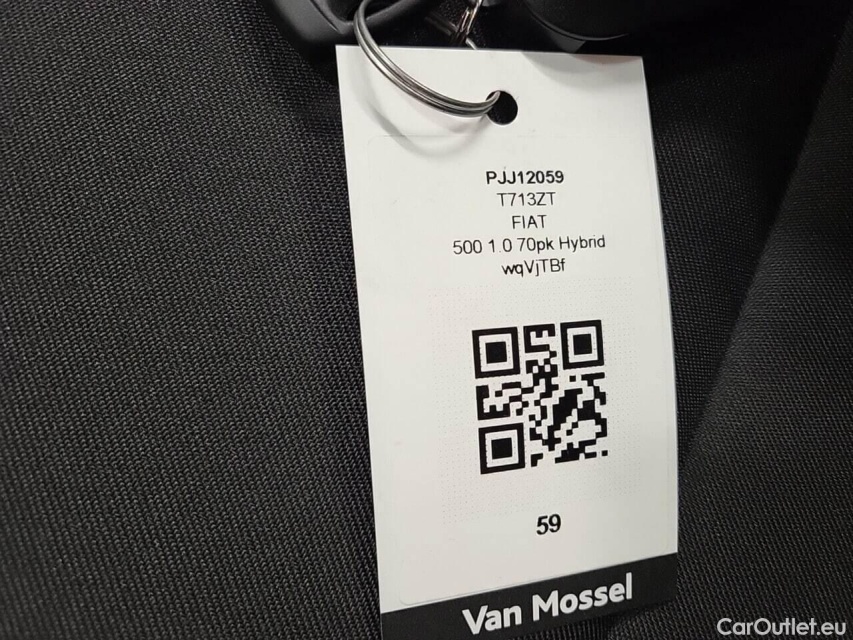 PJJ12059
T713ZT
FIAT
500 1.0 70pk Hybrid
wqVjTBf
59
Van Mossel
CarOutlet.eu